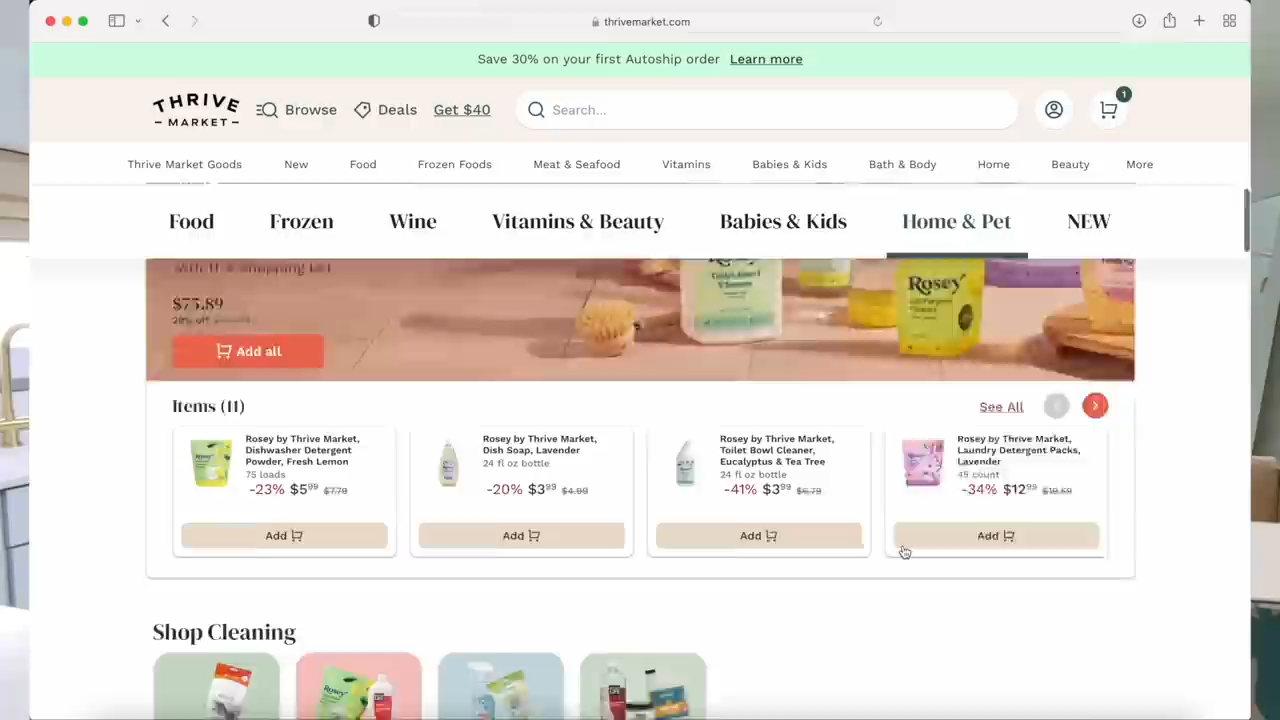 thrivemarket.com
Save 30% on your first Autoship order Learn more
THRIVE
MARKET
Browse
Deals
Get $40
Search...
1
Thrive Market Goods
New
Food
Frozen Foods
Meat & Seafood
Vitamins
Babies & Kids
Bath & Body
Home
Beauty
More
Food
Frozen
Wine
Vitamins & Beauty
Babies & Kids
Home & Pet
NEW
$75.89
Add all
Rosey
Items (11)
See All
Rosey by Thrive Market,
Dishwasher Detergent
Powder, Fresh Lemon
75 loads
-23% $5.99 $7.79
Add
Rosey by Thrive Market,
Dish Soap, Lavender
24 fl oz bottle
-20% $3.99 $4.99
Add
Rosey by Thrive Market,
Toilet Bowl Cleaner,
Eucalyptus & Tea Tree
24 fl oz bottle
-41% $3.99 $6.79
Add
Rosey by Thrive Market,
Laundry Detergent Packs,
Lavender
45 count
-34% $12.99
Add
Shop Cleaning
Rosey